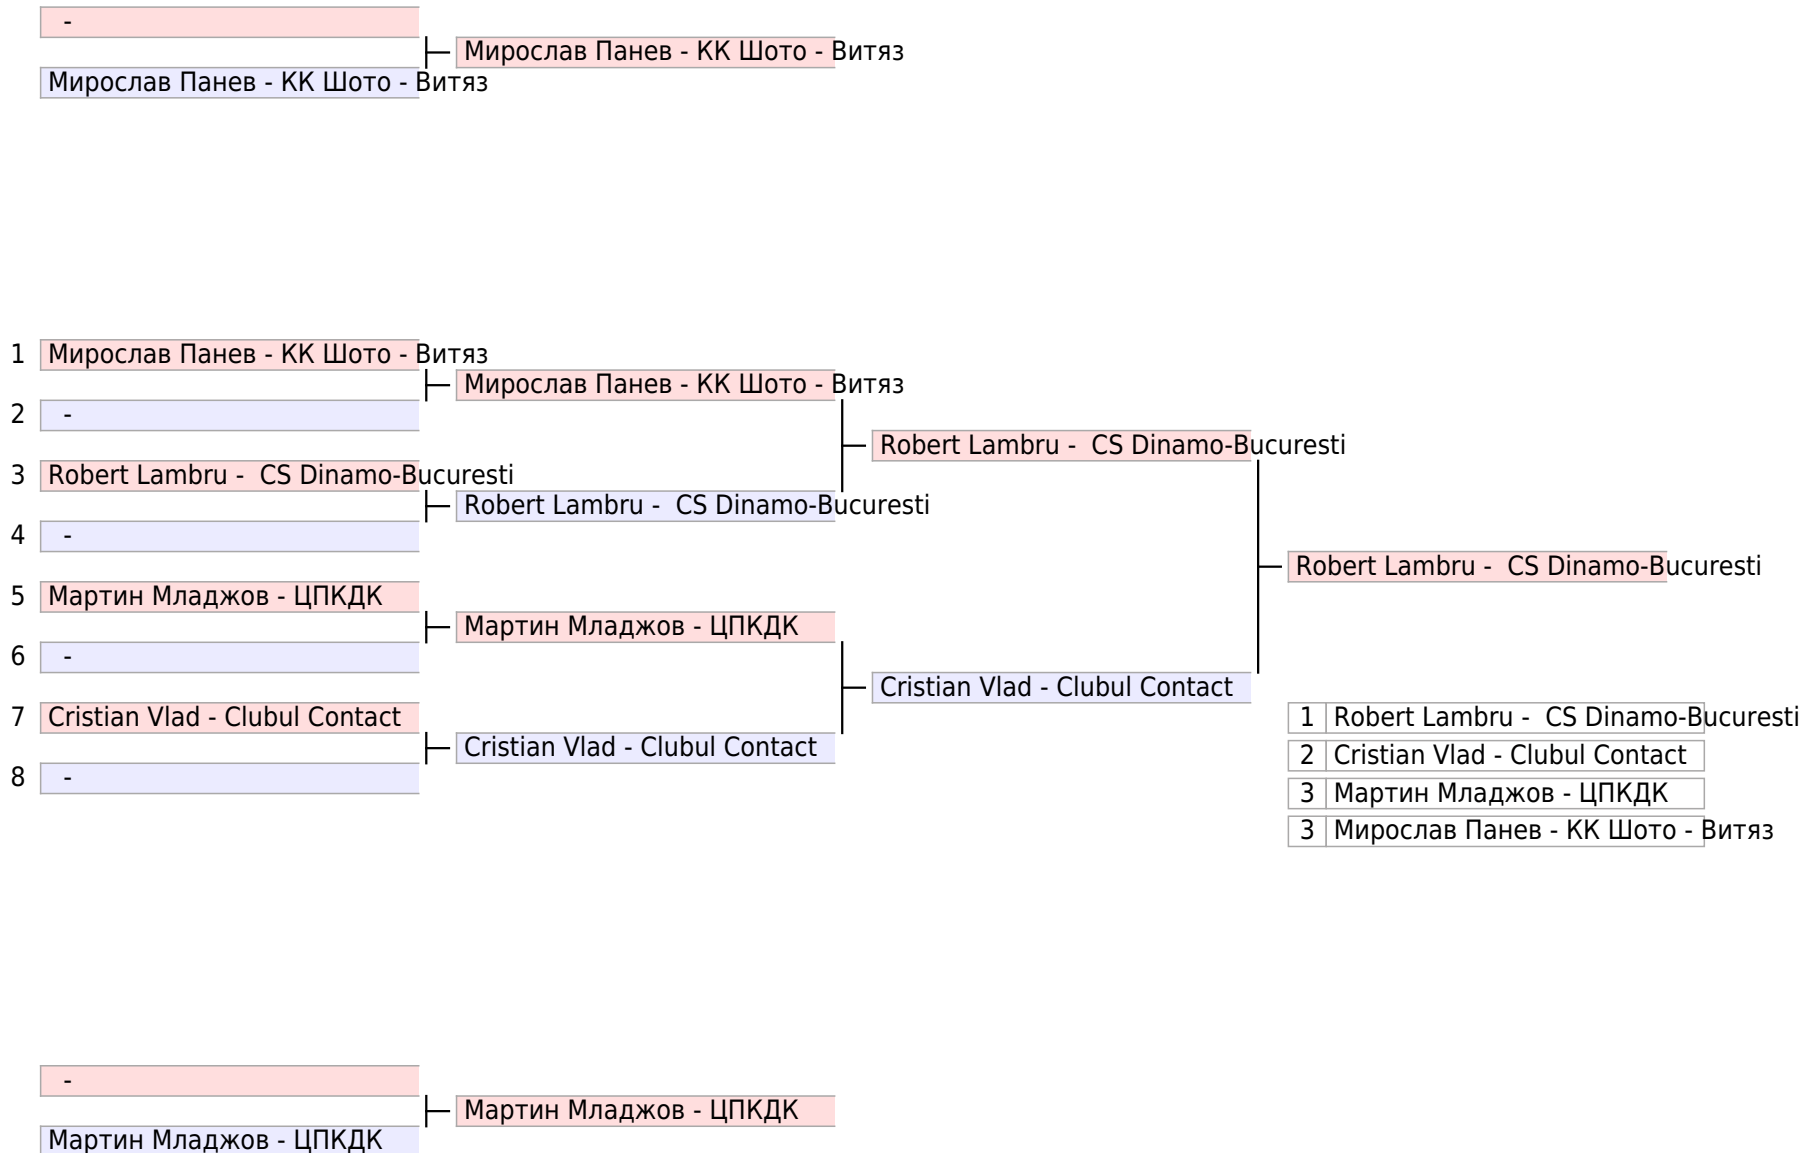 -
Мирослав Панев - КК Шото - Витяз
Мирослав Панев - КК Шото - Витяз
1 Мирослав Панев - КК Шото - Витяз
Мирослав Панев - КК Шото - Витяз
2 -
Robert Lambru -  CS Dinamo-Bucuresti
3 Robert Lambru -  CS Dinamo-Bucuresti
Robert Lambru -  CS Dinamo-Bucuresti
4 -
Robert Lambru -  CS Dinamo-Bucuresti
5 Мартин Младжов - ЦПКДК
Мартин Младжов - ЦПКДК
6 -
Cristian Vlad - Clubul Contact
7 Cristian Vlad - Clubul Contact
Cristian Vlad - Clubul Contact
8 -
1 Robert Lambru -  CS Dinamo-Bucuresti
2 Cristian Vlad - Clubul Contact
3 Мартин Младжов - ЦПКДК
3 Мирослав Панев - КК Шото - Витяз
-
Мартин Младжов - ЦПКДК
Мартин Младжов - ЦПКДК